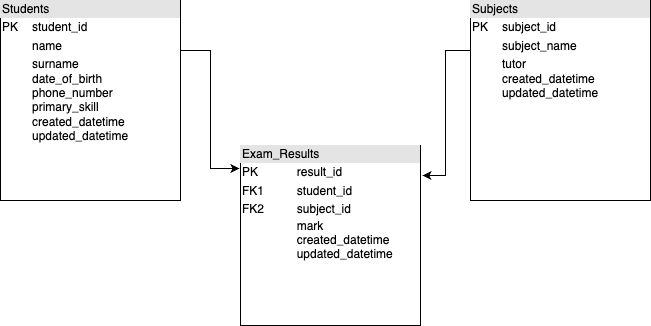 Students
PK student_id
name
surname
date_of_birth
phone_number
primary_skill
created_datetime
updated_datetime
Subjects
PK subject_id
subject_name
tutor
created_datetime
updated_datetime
Exam_Results
PK result_id
FK1 student_id
FK2 subject_id
mark
created_datetime
updated_datetime